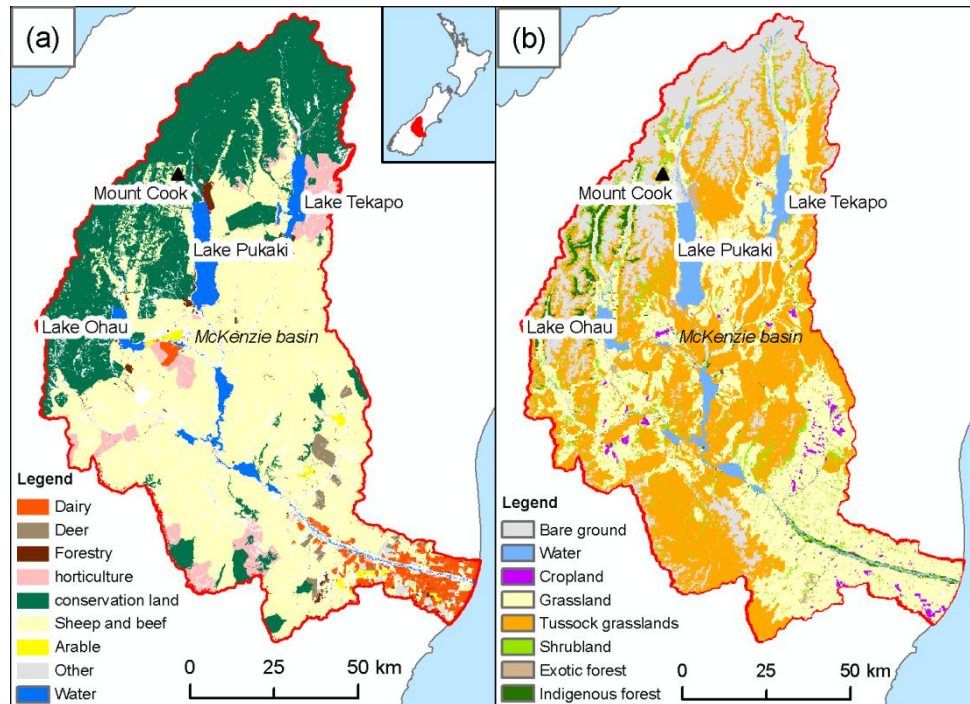 (a)
Mount Cook
Lake Tekapo
Lake Pukaki
Lake Ohau
McKenzie basin
Legend
Dairy
Deer
Forestry
horticulture
conservation land
Sheep and beef
Arable
Other
Water
0 25 50 km
(b)
Mount Cook
Lake Tekapo
Lake Pukaki
Lake Ohau
McKenzie basin
Legend
Bare ground
Water
Cropland
Grassland
Tussock grasslands
Shrubland
Exotic forest
Indigenous forest
0 25 50 km